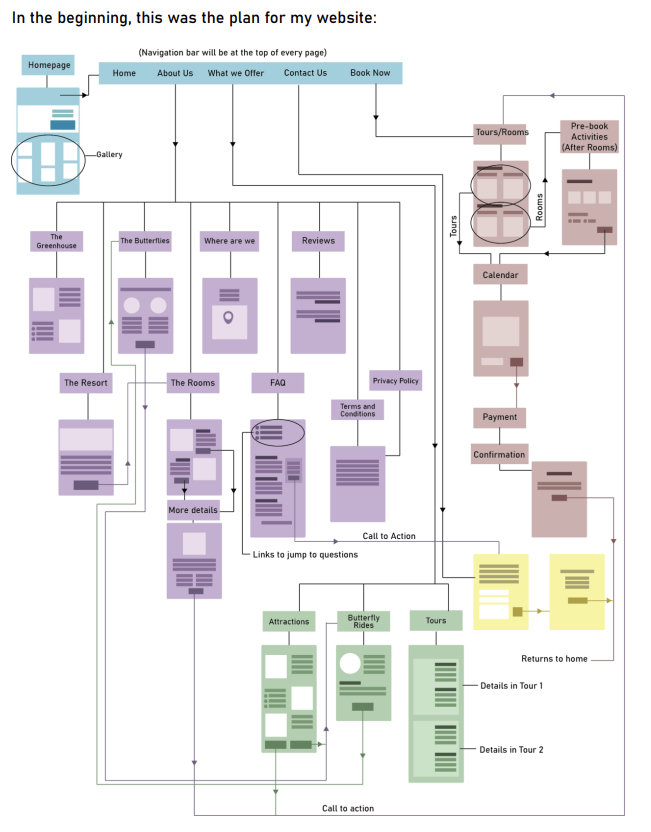 In the beginning, this was the plan for my website:
(Navigation bar will be at the top of every page)
Homepage
Home About Us What we Offer Contact Us Book Now
Gallery
Tours/Rooms
Pre-book
Activities
(After Rooms)
Tours
Rooms
The
Greenhouse
The Butterflies
Where are we
Reviews
Calendar
The Resort
The Rooms
FAQ
Privacy Policy
Terms and
Conditions
Payment
Confirmation
More details
Call to Action
Links to jump to questions
Attractions
Butterfly
Rides
Tours
Returns to home
Details in Tour 1
Details in Tour 2
Call to action